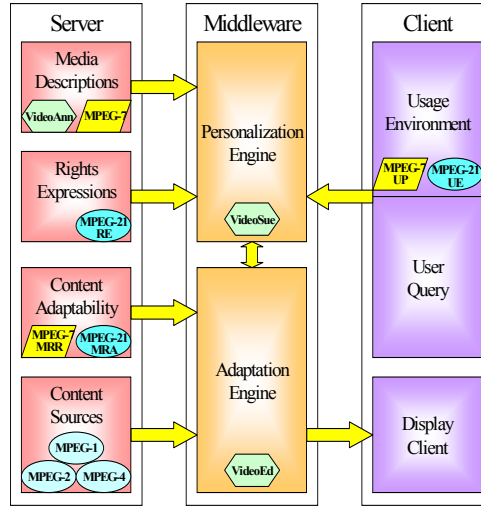 Server
Media
Descriptions
VideoAnn
MPEG-7
Rights
Expressions
MPEG-21
RE
Content
Adaptability
MPEG-7
MRR
MPEG-21
MRA
Content
Sources
MPEG-1
MPEG-2
MPEG-4
Middleware
Personalization
Engine
VideoSue
Adaptation
Engine
VideoEd
Client
Usage
Environment
MPEG-7
UP
MPEG-21
UE
User
Query
Display
Client